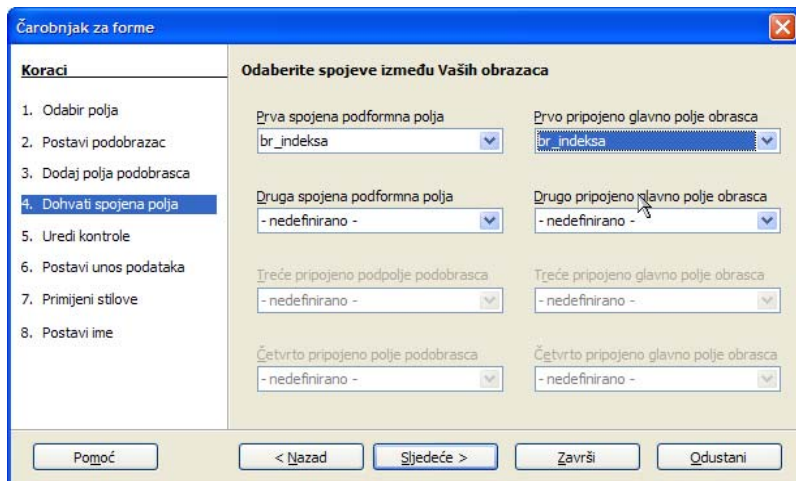 Čarobnjak za forme
Koraci
1. Odabir polja
2. Postavi podobrazac
3. Dodaj polja podobrasca
4. Dohvati spojena polja
5. Uredi kontrole
6. Postavi unos podataka
7. Primijeni stilove
8. Postavi ime
Odaberite spojeve između Vaših obrazaca
Prva spojena podformna polja Prvo pripojeno glavno polje obrasca
br_indeksa br_indeksa
Druga spojena podformna polja Drugo pripojeno glavno polje obrasca
- nedefinirano - - nedefinirano -
Treće pripojeno podpolje podobrasca Treće pripojeno glavno polje obrasca
- nedefinirano - - nedefinirano -
Četvrto pripojeno polje podobrasca Četvrto pripojeno glavno polje obrasca
- nedefinirano - - nedefinirano -
Pomoć < Nazad Sljedeće > Završi Odustani